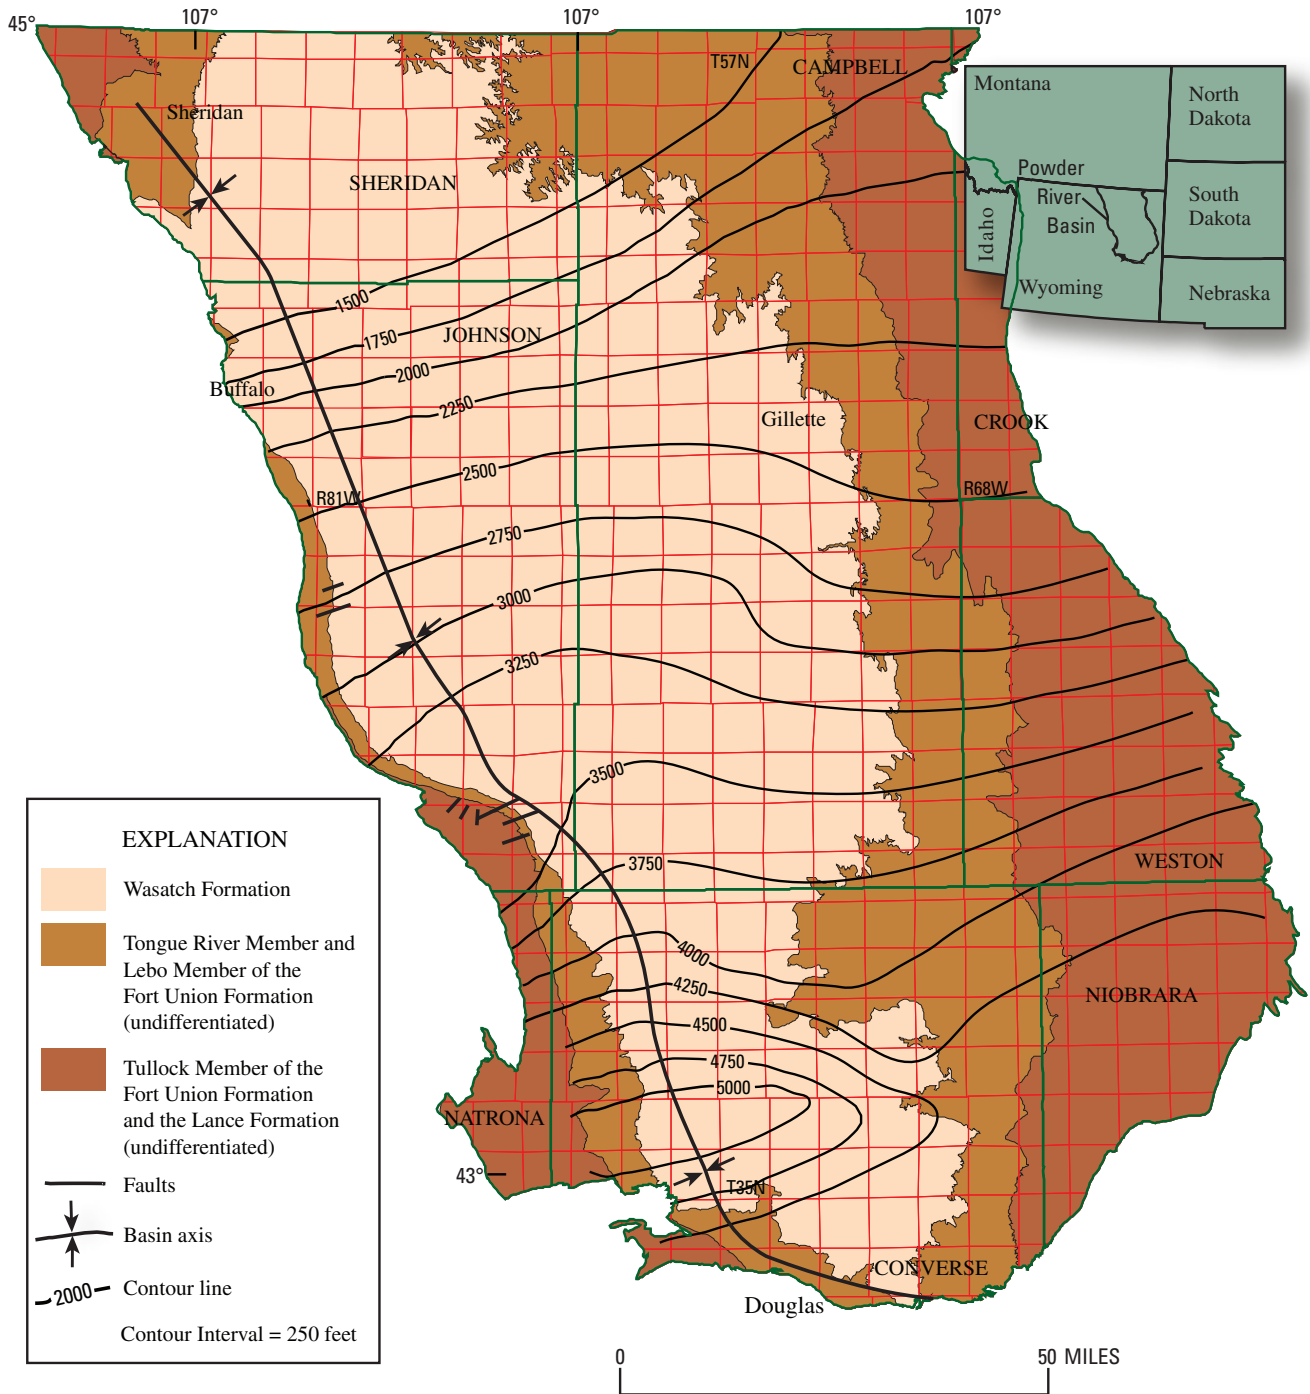 45°
107°
107°
107°
T57N
CAMPBELL
Sheridan
SHERIDAN
Montana
North
Dakota
Powder
River
Basin
South
Dakota
Idaho
Wyoming
Nebraska
1500
1750
JOHNSON
2000
Buffalo
2250
Gillette
CROOK
2500
R81W
R68W
2750
3000
3250
3500
3750
WESTON
4000
4250
NIOBRARA
4500
4750
5000
NATRONA
43°
T35N
CONVERSE
Douglas
EXPLANATION
Wasatch Formation
Tongue River Member and
Lebo Member of the
Fort Union Formation
(undifferentiated)
Tullock Member of the
Fort Union Formation
and the Lance Formation
(undifferentiated)
Faults
Basin axis
2000
Contour line
Contour Interval = 250 feet
0
50 MILES